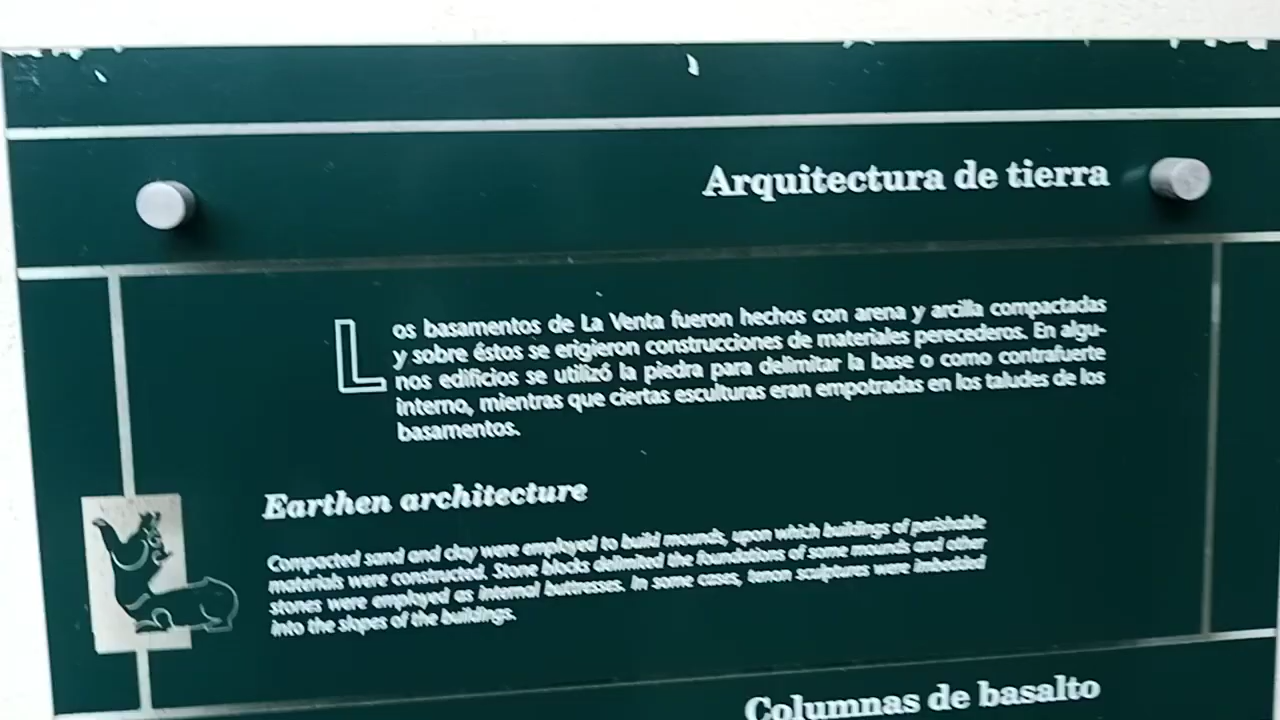 Arquitectura de tierra
Los basamentos de La Venta fueron hechos con arena y arcilla compactadas
y sobre éstos se erigieron construcciones de materiales perecederos. En algu-
nos edificios se utilizó la piedra para delimitar la base o como contrafuerte
interno, mientras que ciertas esculturas eran empotradas en los taludes de los
basamentos.
Earthen architecture
Compacted sand and clay were employed to build mounds, upon which buildings of perishable
materials were constructed. Stone blocks delimited the foundations of some mounds and other
stones were employed as internal buttresses. In some cases, tenon sculptures were imbedded
into the slopes of the buildings.
Columnas de basalto